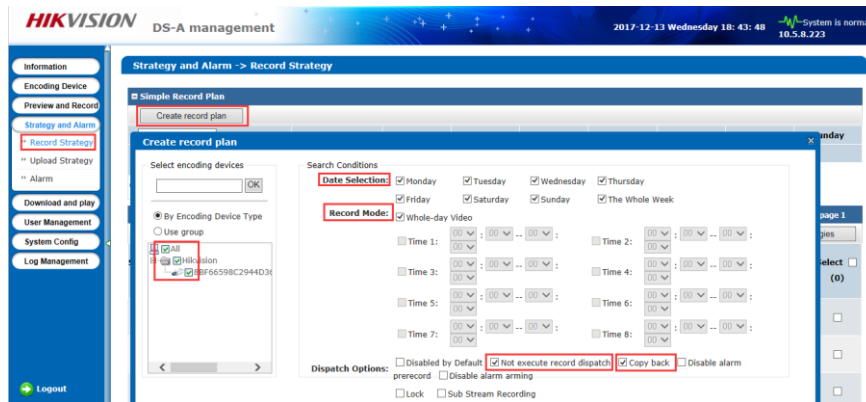 HIKVISION DS-A management
2017-12-13 Wednesday 18: 43: 48
System is norma
10.5.8.223
Information
Encoding Device
Preview and Record
Strategy and Alarm
Record Strategy
Upload Strategy
Alarm
Download and play
User Management
System Config
Log Management
Logout
Strategy and Alarm -> Record Strategy
Simple Record Plan
Create record plan
unday
page 1
gies
elect
(0)
Create record plan x
Select encoding devices
OK
By Encoding Device Type
Use group
All
Hikvision
Search Conditions
Date Selection: Monday Tuesday Wednesday Thursday
Friday Saturday Sunday The Whole Week
Record Mode: Whole-day Video
Time 1: 00 : 00 -- 00 : 00 Time 2: 00 : 00 -- 00 : 00
Time 3: 00 : 00 -- 00 : 00 Time 4: 00 : 00 -- 00 : 00
Time 5: 00 : 00 -- 00 : 00 Time 6: 00 : 00 -- 00 : 00
Time 7: 00 : 00 -- 00 : 00 Time 8: 00 : 00 -- 00 : 00
Dispatch Options: Disabled by Default Not execute record dispatch Copy back Disable alarm
prerecord Disable alarm arming
Lock Sub Stream Recording